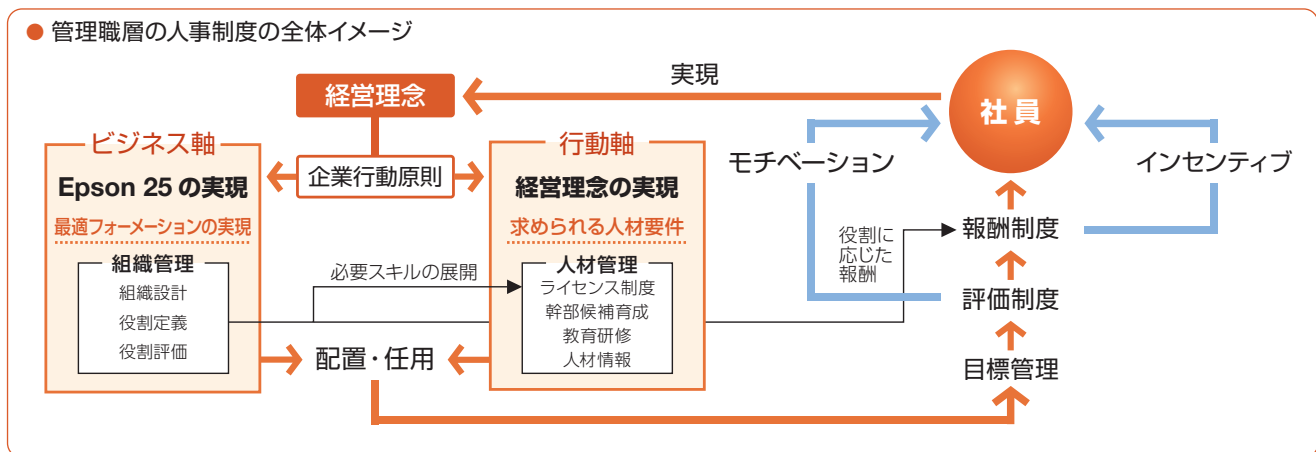 ● 管理職層の人事制度の全体イメージ
実現
経営理念
社員
ビジネス軸
企業行動原則
行動軸
モチベーション
インセンティブ
Epson 25 の実現
経営理念の実現
最適フォーメーションの実現
求められる人材要件
役割に
応じた
報酬
報酬制度
組織管理
組織設計
役割定義
役割評価
必要スキルの展開
人材管理
ライセンス制度
幹部候補育成
教育研修
人材情報
評価制度
配置・任用
目標管理